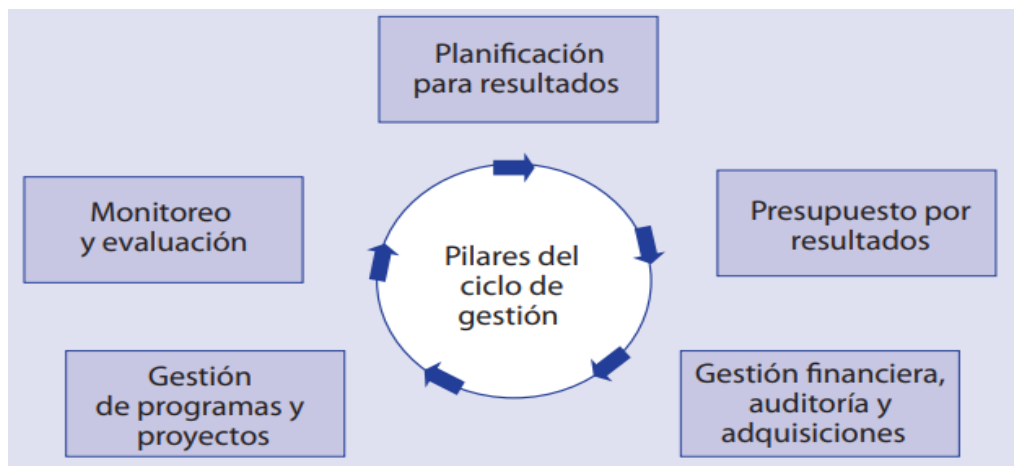 Planificación
para resultados
Presupuesto por
resultados
Gestión financiera,
auditoría y
adquisiciones
Gestión
de programas y
proyectos
Monitoreo
y evaluación
Pilares del
ciclo de
gestión